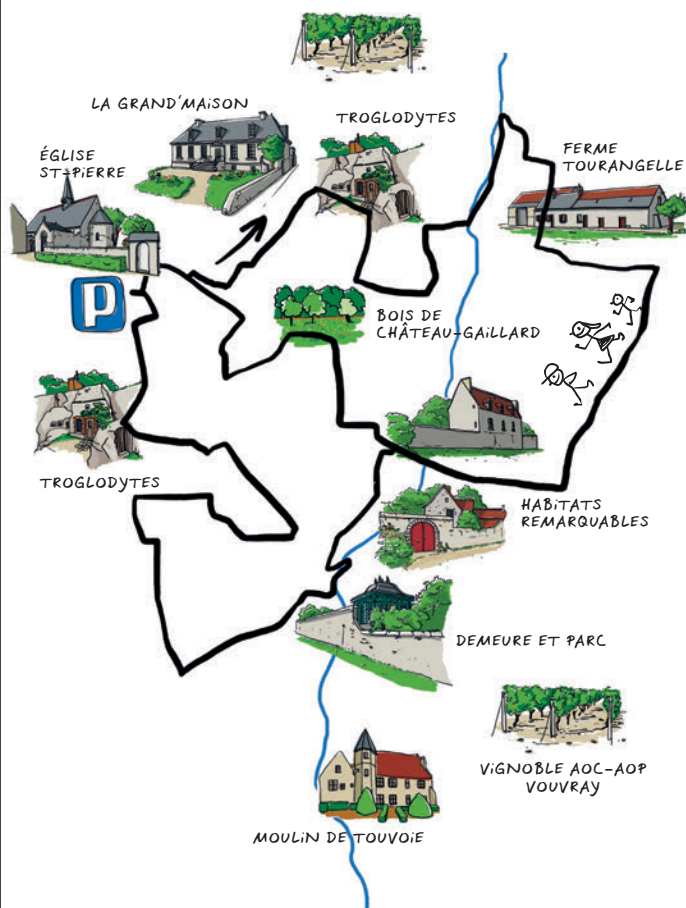 LA GRAND'MAiSON
TROGLODYTES
ÉGLISE
ST-PiERRE
FERME
TOURANGELLE
P
BOiS DE
CHÂTEAU-GAiLLARD
TROGLODYTES
HABiTATS
REMARQUABLES
DEMEURE ET PARC
ViGNOBLE AOC-AOP
VOUVRAY
MOULiN DE TOUVOiE